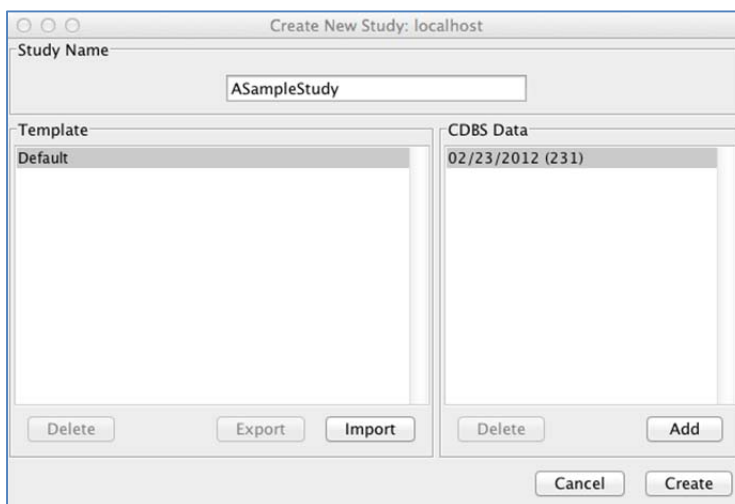 Create New Study: localhost
Study Name
ASampleStudy
Template
Default
Delete
Export
Import
CDBS Data
02/23/2012 (231)
Delete
Add
Cancel
Create